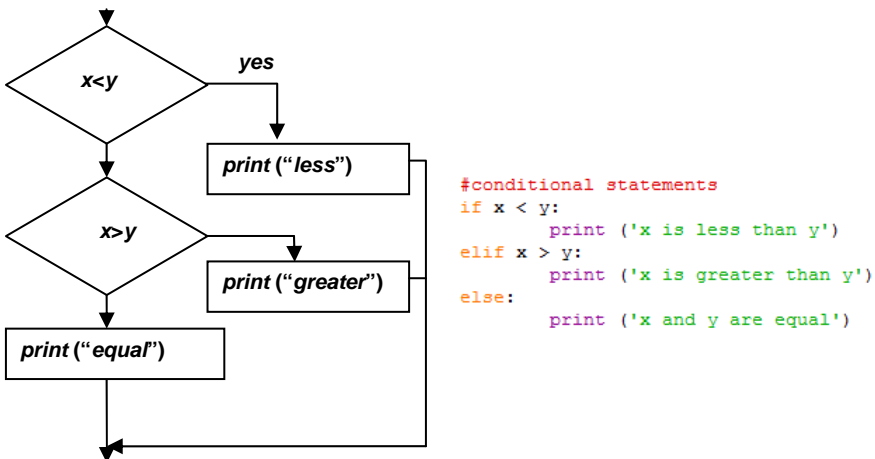 x<y
yes
print (“less”)
x>y
print (“greater”)
print (“equal”)
#conditional statements
if x < y:
        print ('x is less than y')
elif x > y:
        print ('x is greater than y')
else:
        print ('x and y are equal')